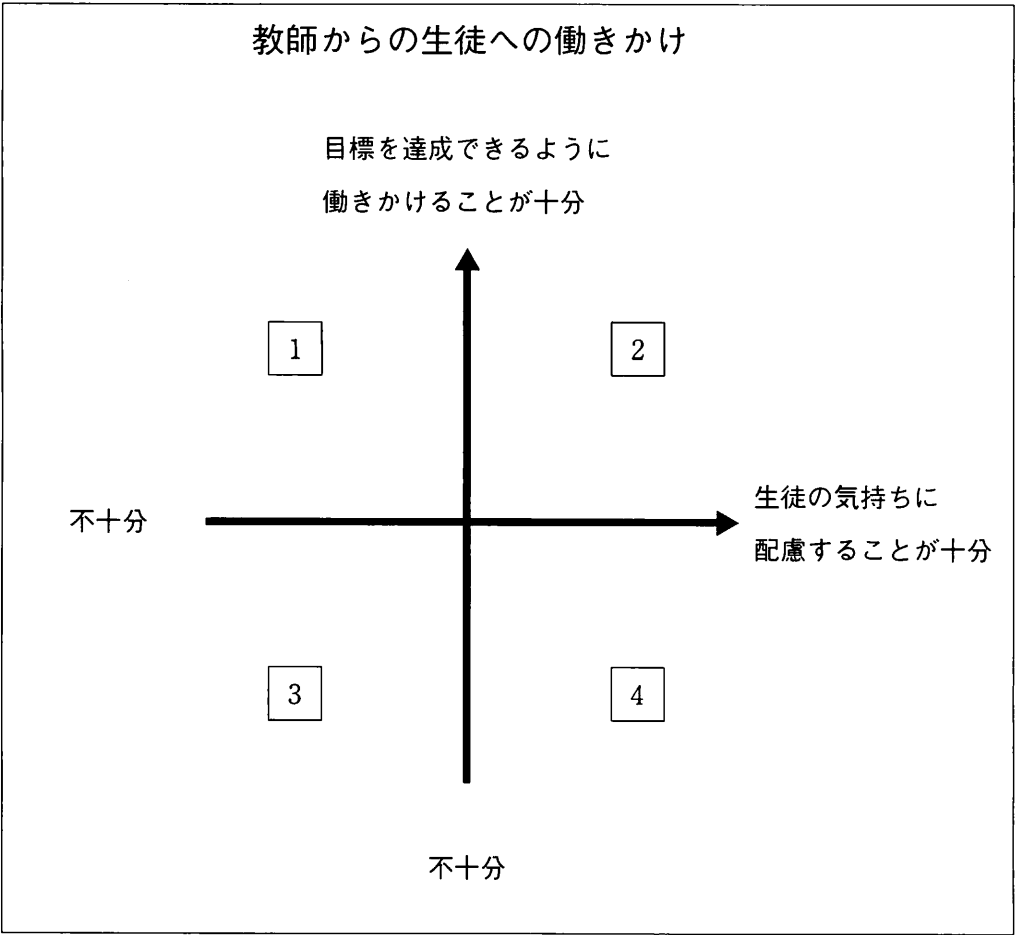 教師からの生徒への働きかけ
目標を達成できるように
働きかけることが十分
1
2
不十分
生徒の気持ちに
配慮することが十分
3
4
不十分